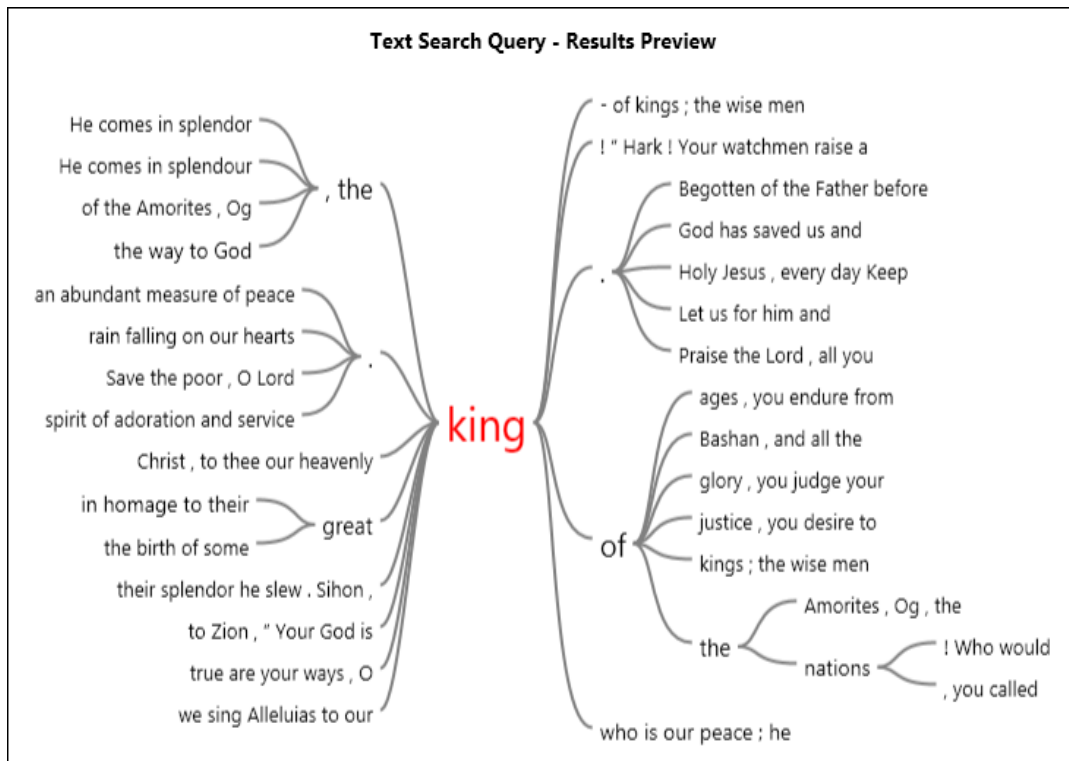 Text Search Query - Results Preview
He comes in splendor
He comes in splendour
of the Amorites , Og
the way to God
, the
an abundant measure of peace
rain falling on our hearts
Save the poor , O Lord
spirit of adoration and service
.
Christ , to thee our heavenly
in homage to their
the birth of some
great
their splendor he slew . Sihon ,
to Zion , " Your God is
true are your ways , O
we sing Alleluias to our
king
- of kings ; the wise men
! " Hark ! Your watchmen raise a
.
Begotten of the Father before
God has saved us and
Holy Jesus , every day Keep
Let us for him and
Praise the Lord , all you
of
ages , you endure from
Bashan , and all the
glory , you judge your
justice , you desire to
kings ; the wise men
the
Amorites , Og , the
nations
! Who would
, you called
who is our peace ; he